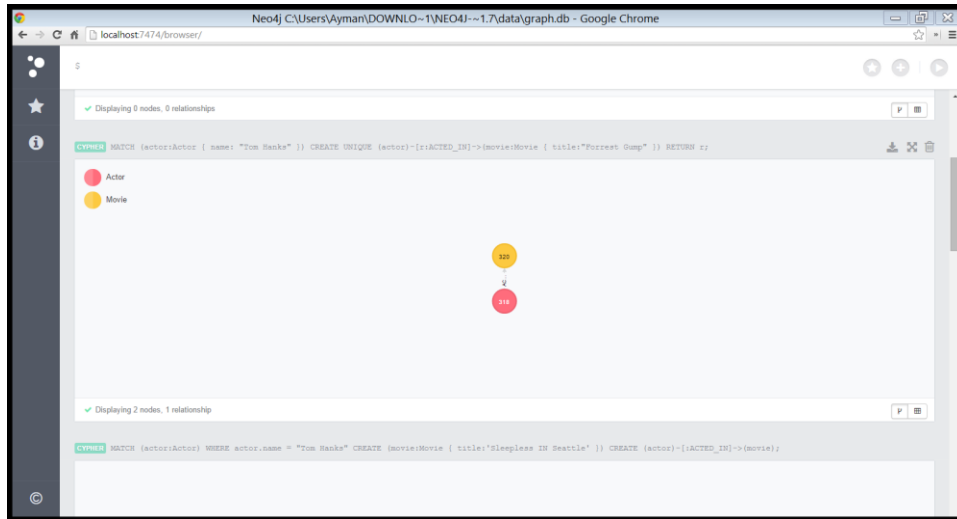 Neo4j C:\Users\Ayman\DOWNLO~1\NEO4J-~1.7\data\graph.db - Google Chrome
localhost:7474/browser/
$
Displaying 0 nodes, 0 relationships
CYPHER MATCH (actor:Actor { name: "Tom Hanks" }) CREATE UNIQUE (actor)-[r:ACTED_IN]->(movie:Movie { title:"Forrest Gump" }) RETURN r;
Actor
Movie
320
318
Displaying 2 nodes, 1 relationship
CYPHER MATCH (actor:Actor) WHERE actor.name = "Tom Hanks" CREATE (movie:Movie { title:'Sleepless IN Seattle' }) CREATE (actor)-[:ACTED_IN]->(movie);